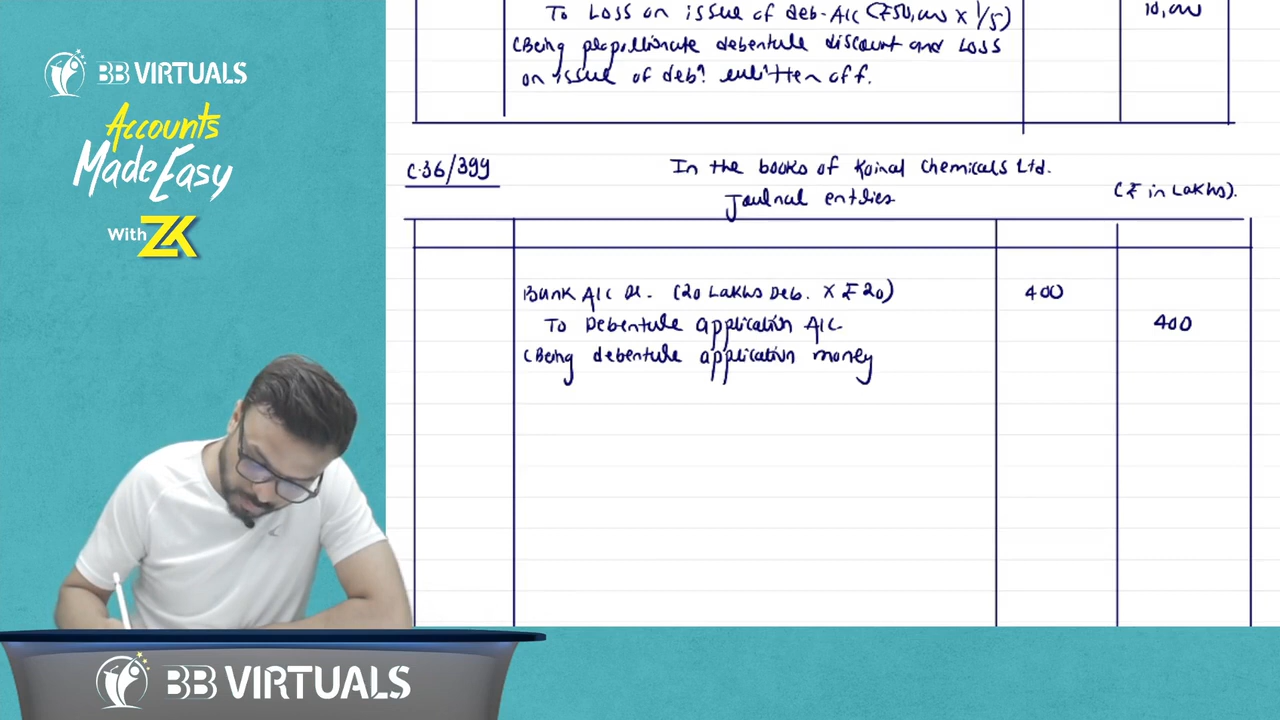 BB VIRTUALS
Accounts
Made Easy
With ZK
To Loss on issue of deb. A/C (₹50,000 x 1/5)
10,000
(Being proportionate debenture discount and Loss
on issue of deb. written off.
C.36/399
In the books of Koinal Chemicals Ltd.
Journal entries
(₹ in Lakhs).
Bank A/C Dr. (20 Lakhs Deb. X ₹20)
400
To Debenture application A/C
400
(Being debenture application money
BB VIRTUALS